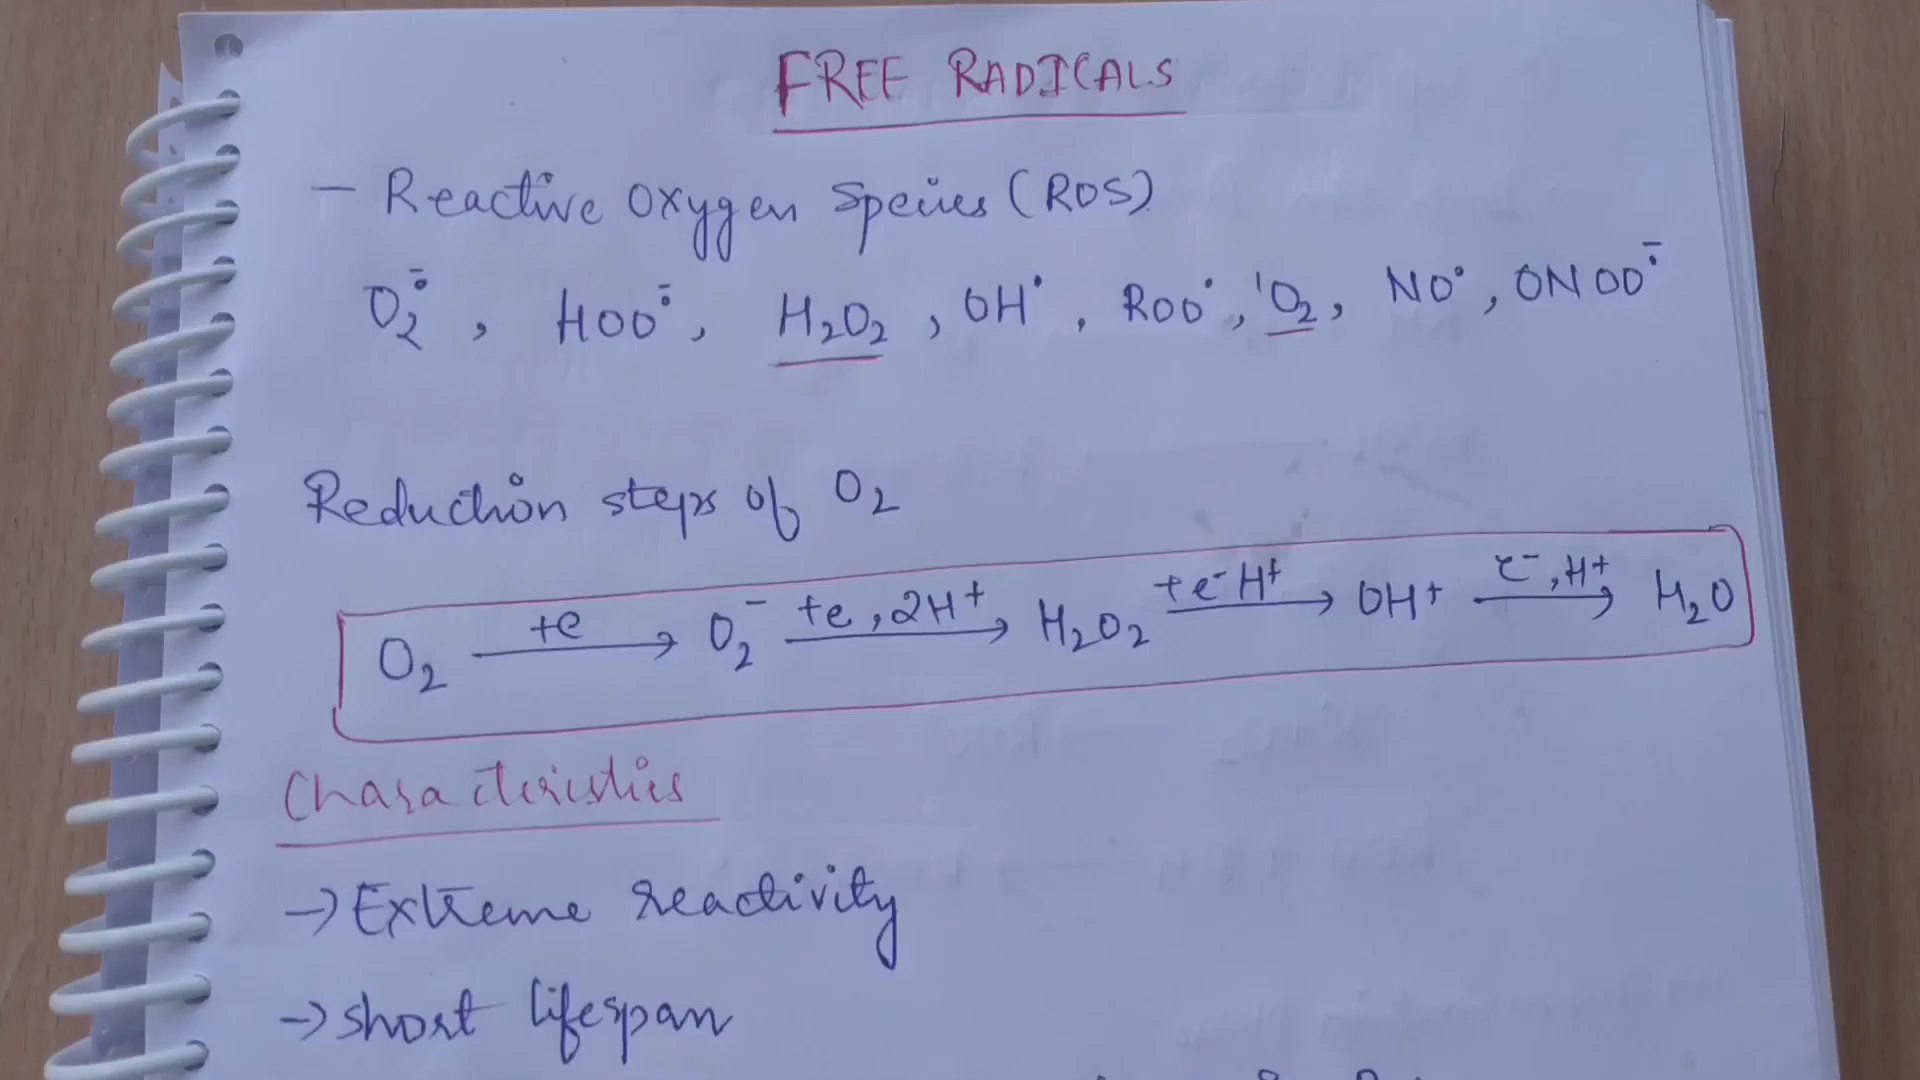 FREE RADICALS
– Reactive Oxygen Species (ROS)
O₂•⁻, HOO•⁻, H₂O₂, OH•, ROO•, ¹O₂, NO•, ONOO•⁻
Reduction steps of O₂
O₂ +e → O₂⁻ +e, 2H⁺ → H₂O₂ +e⁻ H⁺ → OH⁺ e⁻, H⁺ → H₂O
Characteristics
→ Extreme reactivity
→ short lifespan